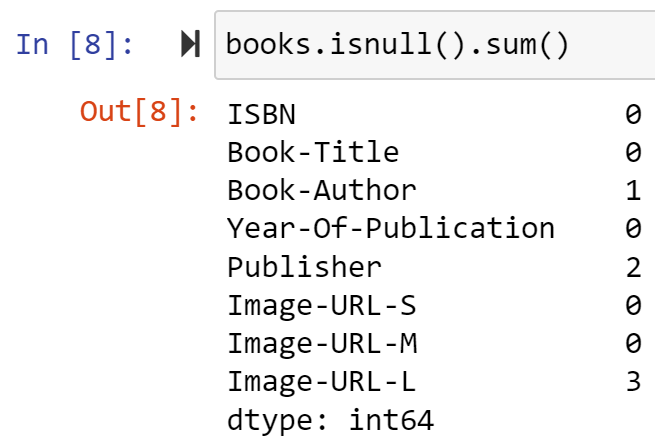 In [8]: books.isnull().sum()
Out[8]: ISBN 0
Book-Title 0
Book-Author 1
Year-Of-Publication 0
Publisher 2
Image-URL-S 0
Image-URL-M 0
Image-URL-L 3
dtype: int64